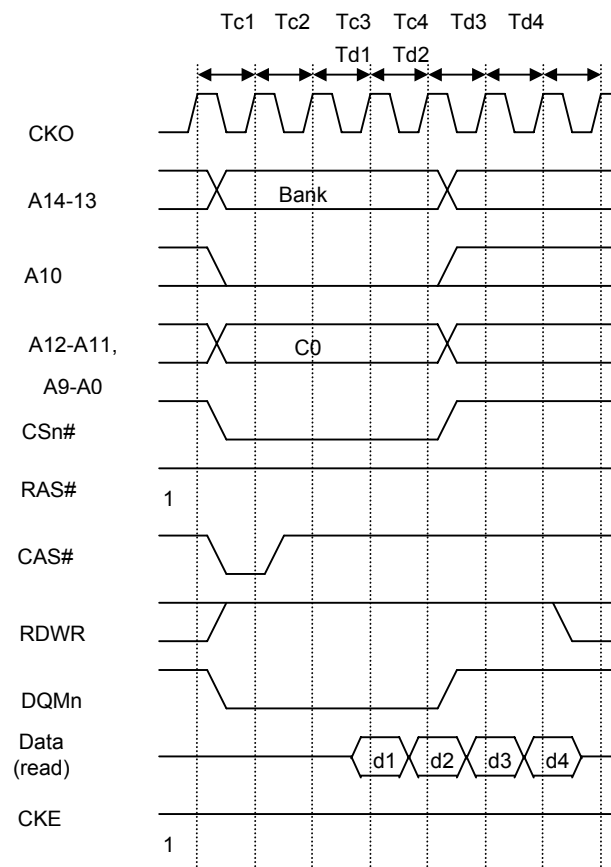 Tc1 Tc2 Tc3 Tc4 Td3 Td4
Td1 Td2
CKO
A14-13
Bank
A10
A12-A11,
C0
A9-A0
CSn#
RAS#
1
CAS#
RDWR
DQMn
Data
(read)
d1 d2 d3 d4
CKE
1